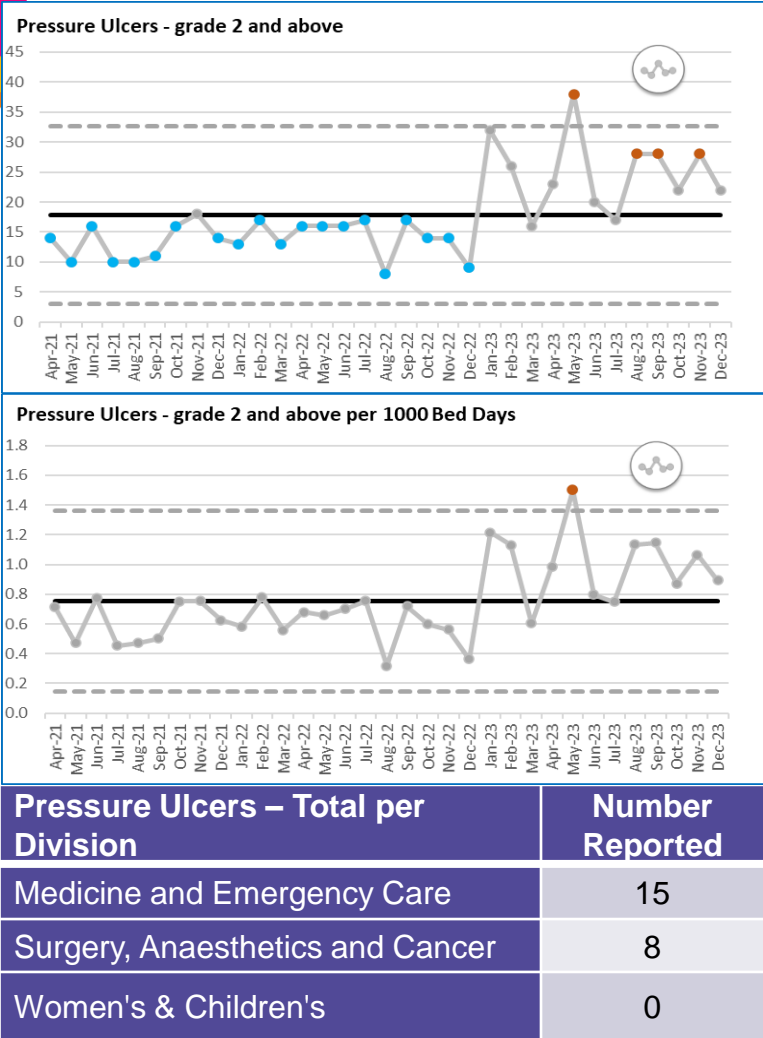 Pressure Ulcers - grade 2 and above
45
40
35
30
25
20
15
10
5
0
Apr-21 May-21 Jun-21 Jul-21 Aug-21 Sep-21 Oct-21 Nov-21 Dec-21 Jan-22 Feb-22 Mar-22 Apr-22 May-22 Jun-22 Jul-22 Aug-22 Sep-22 Oct-22 Nov-22 Dec-22 Jan-23 Feb-23 Mar-23 Apr-23 May-23 Jun-23 Jul-23 Aug-23 Sep-23 Oct-23 Nov-23 Dec-23
Pressure Ulcers - grade 2 and above per 1000 Bed Days
1.8
1.6
1.4
1.2
1.0
0.8
0.6
0.4
0.2
0.0
Apr-21 May-21 Jun-21 Jul-21 Aug-21 Sep-21 Oct-21 Nov-21 Dec-21 Jan-22 Feb-22 Mar-22 Apr-22 May-22 Jun-22 Jul-22 Aug-22 Sep-22 Oct-22 Nov-22 Dec-22 Jan-23 Feb-23 Mar-23 Apr-23 May-23 Jun-23 Jul-23 Aug-23 Sep-23 Oct-23 Nov-23 Dec-23
Pressure Ulcers – Total per Number
Division Reported
Medicine and Emergency Care 15
Surgery, Anaesthetics and Cancer 8
Women's & Children's 0